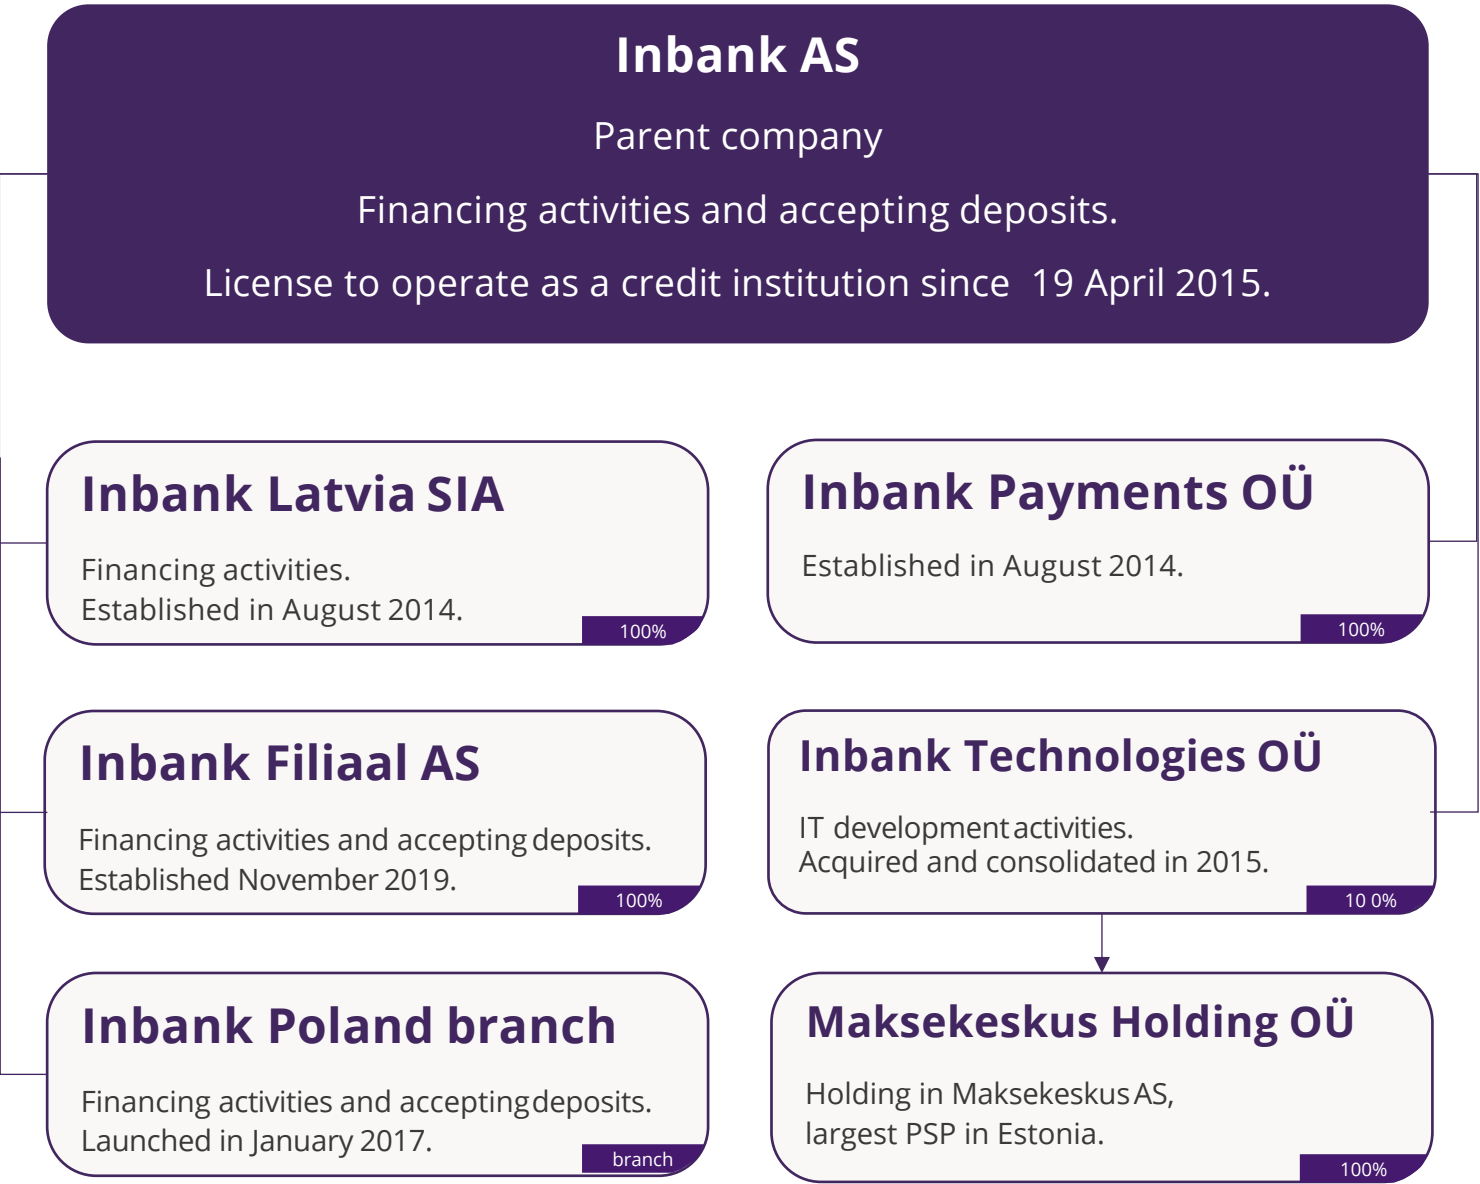 Inbank AS
Parent company
Financing activities and accepting deposits.
License to operate as a credit institution since 19 April 2015.
Inbank Latvia SIA
Financing activities.
Established in August 2014.
100%
Inbank Payments OÜ
Established in August 2014.
100%
Inbank Filiaal AS
Financing activities and accepting deposits.
Established November 2019.
100%
Inbank Technologies OÜ
IT development activities.
Acquired and consolidated in 2015.
10 0%
Inbank Poland branch
Financing activities and accepting deposits.
Launched in January 2017.
branch
Maksekeskus Holding OÜ
Holding in Maksekeskus AS,
largest PSP in Estonia.
100%